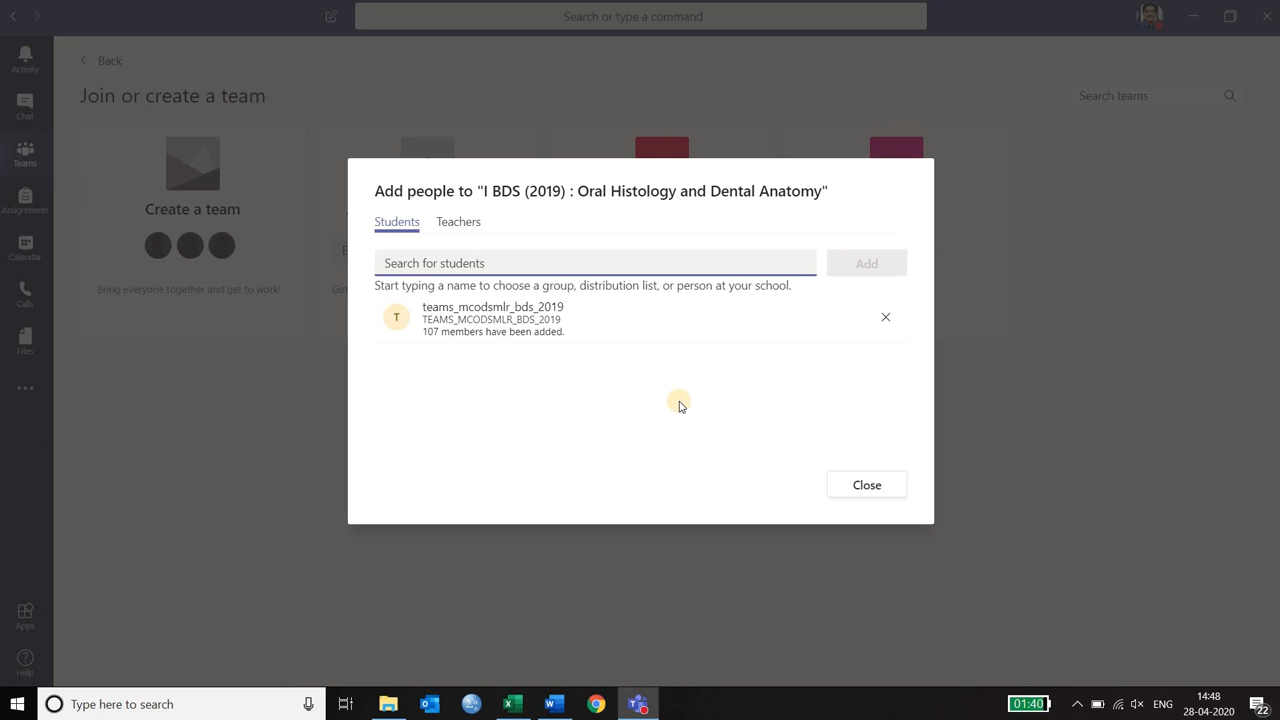 Search or type a command
Activity
Chat
Teams
Assignments
Calendar
Calls
Files
Apps
Help
Back
Join or create a team
Search teams
Create a team
Bring everyone together and get to work!
Add people to "I BDS (2019) : Oral Histology and Dental Anatomy"
Students
Teachers
Search for students
Add
Start typing a name to choose a group, distribution list, or person at your school.
T
teams_mcodsmlr_bds_2019
TEAMS_MCODSMLR_BDS_2019
107 members have been added.
Close
Type here to search
01:40
ENG
14:48
28-04-2020
22